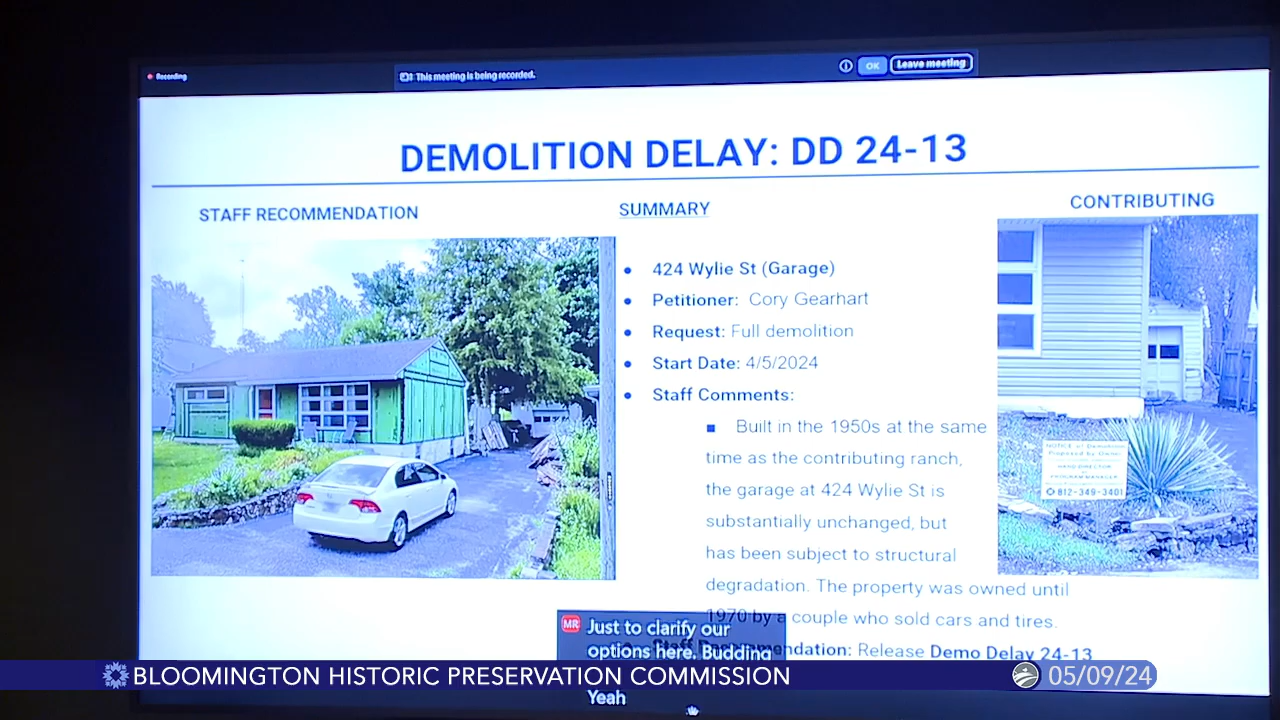 Recording
This meeting is being recorded.
OK
Leave meeting
DEMOLITION DELAY: DD 24-13
STAFF RECOMMENDATION
SUMMARY
CONTRIBUTING
424 Wylie St (Garage)
Petitioner: Cory Gearhart
Request: Full demolition
Start Date: 4/5/2024
Staff Comments:
Built in the 1950s at the same
time as the contributing ranch,
the garage at 424 Wylie St is
substantially unchanged, but
has been subject to structural
degradation. The property was owned until
1970 by a couple who sold cars and tires.
Release Demo Delay 24-13
NOTICE of Demolition
Proposed by Owner
HAND DIRECTOR
PROGRAM MANAGER
812-349-3401
MR
Just to clarify our
options here. Budding
Yeah
BLOOMINGTON HISTORIC PRESERVATION COMMISSION
05/09/24